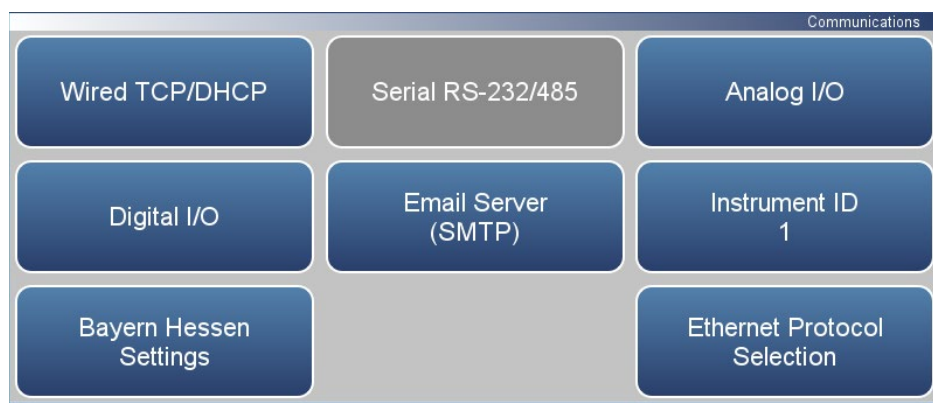 Communications
Wired TCP/DHCP
Serial RS-232/485
Analog I/O
Digital I/O
Email Server
(SMTP)
Instrument ID
1
Bayern Hessen
Settings
Ethernet Protocol
Selection